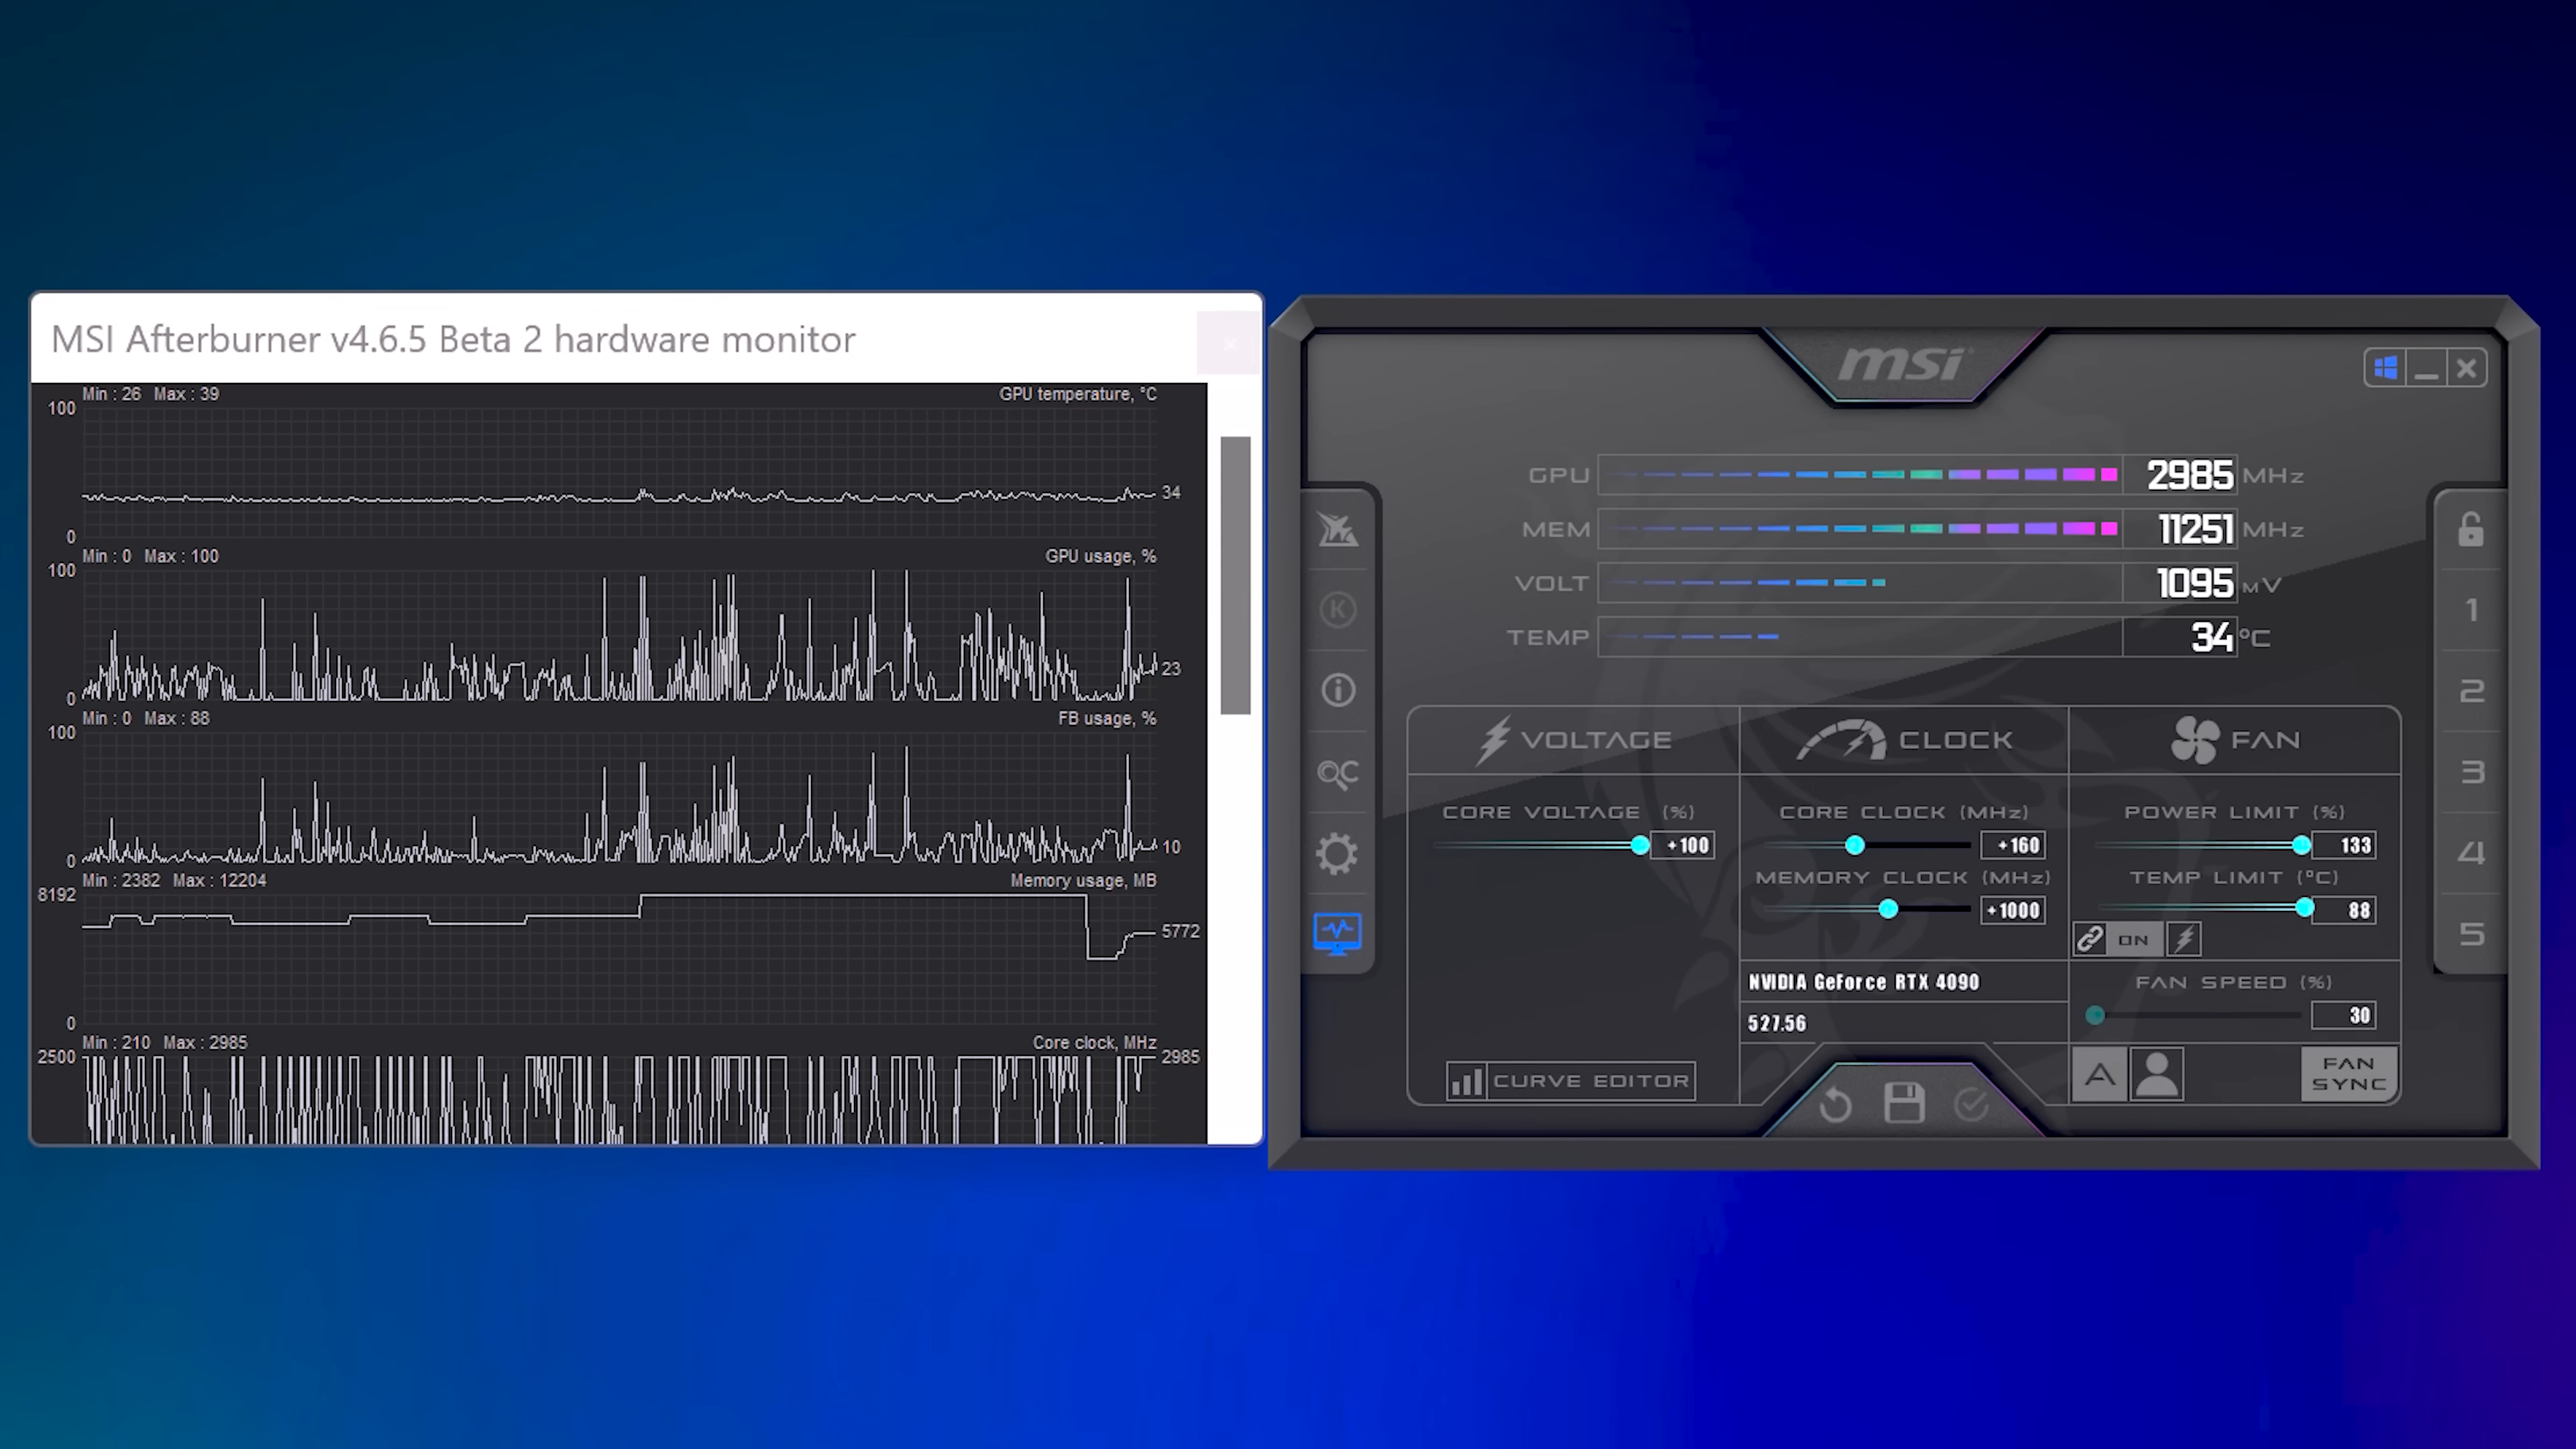 MSI Afterburner v4.6.5 Beta 2 hardware monitor
Min : 26 Max : 39
GPU temperature, °C
100
34
0
Min : 0 Max : 100
GPU usage, %
100
23
0
Min : 0 Max : 88
FB usage, %
100
10
0
Min : 2382 Max : 12204
Memory usage, MB
8192
5772
0
Min : 210 Max : 2985
Core clock, MHz
2500
2985
msi
GPU 2985 MHz
MEM 11251 MHz
VOLT 1095 MV
TEMP 34 °C
K
i
C
1
2
3
4
5
VOLTAGE
CORE VOLTAGE (%)
+100
CURVE EDITOR
CLOCK
CORE CLOCK (MHz)
+160
MEMORY CLOCK (MHz)
+1000
NVIDIA GeForce RTX 4090
527.56
FAN
POWER LIMIT (%)
133
TEMP LIMIT (°C)
88
ON
FAN SPEED (%)
30
A
FAN
SYNC